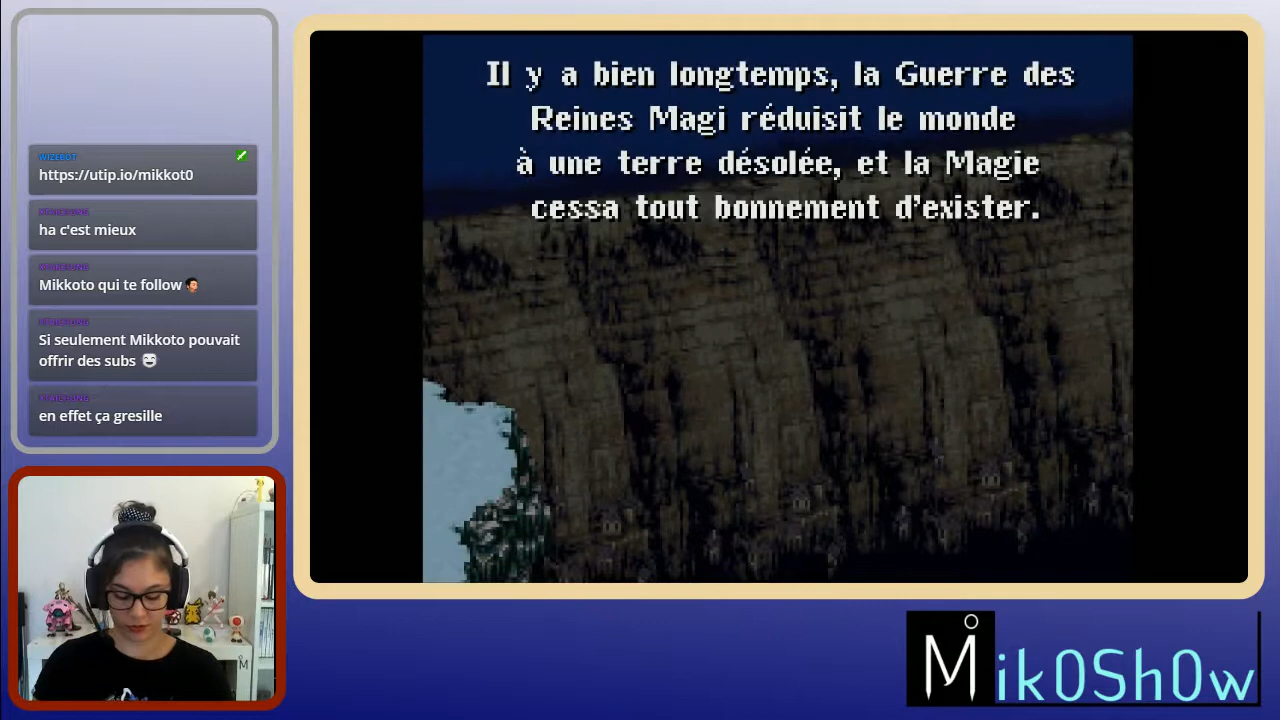 Il y a bien longtemps, la Guerre des
Reines Magi réduisit le monde
à une terre désolée, et la Magie
cessa tout bonnement d'exister.
WIZEBOT
https://utip.io/mikkot0
ha c'est mieux
Mikkoto qui te follow
Si seulement Mikkoto pouvait
offrir des subs
en effet ça gresille
M
Mik0Sh0w